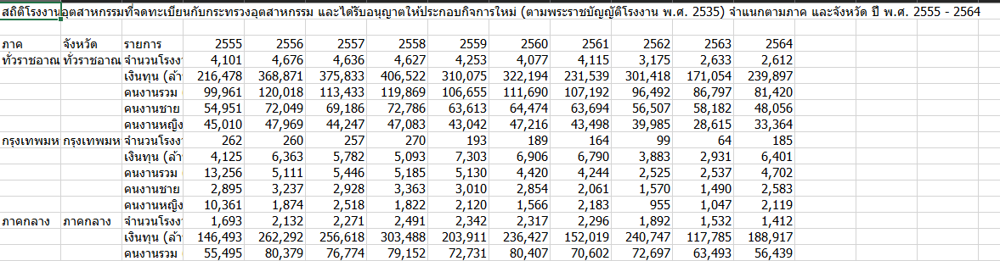 สถิติโรงงานอุตสาหกรรมที่จดทะเบียนกับกระทรวงอุตสาหกรรม และได้รับอนุญาตให้ประกอบกิจการใหม่ (ตามพระราชบัญญัติโรงงาน พ.ศ. 2535) จำแนกตามภาค และจังหวัด ปี พ.ศ. 2555 - 2564
ภาค จังหวัด รายการ 2555 2556 2557 2558 2559 2560 2561 2562 2563 2564
ทั่วราชอาณ ทั่วราชอาณ จำนวนโรงง 4,101 4,676 4,636 4,627 4,253 4,077 4,115 3,175 2,633 2,612
เงินทุน (ล้า 216,478 368,871 375,833 406,522 310,075 322,194 231,539 301,418 171,054 239,897
คนงานรวม 99,961 120,018 113,433 119,869 106,655 111,690 107,192 96,492 86,797 81,420
คนงานชาย 54,951 72,049 69,186 72,786 63,613 64,474 63,694 56,507 58,182 48,056
คนงานหญิง 45,010 47,969 44,247 47,083 43,042 47,216 43,498 39,985 28,615 33,364
กรุงเทพมห กรุงเทพมห จำนวนโรงง 262 260 257 270 193 189 164 99 64 185
เงินทุน (ล้า 4,125 6,363 5,782 5,093 7,303 6,906 6,790 3,883 2,931 6,401
คนงานรวม 13,256 5,111 5,446 5,185 5,130 4,420 4,244 2,525 2,537 4,702
คนงานชาย 2,895 3,237 2,928 3,363 3,010 2,854 2,061 1,570 1,490 2,583
คนงานหญิง 10,361 1,874 2,518 1,822 2,120 1,566 2,183 955 1,047 2,119
ภาคกลาง ภาคกลาง จำนวนโรงง 1,693 2,132 2,271 2,491 2,342 2,317 2,296 1,892 1,532 1,412
เงินทุน (ล้า 146,493 262,292 256,618 303,488 203,911 236,427 152,019 240,747 117,785 188,917
คนงานรวม 55,495 80,379 76,774 79,152 72,731 80,407 70,602 72,697 63,493 56,439